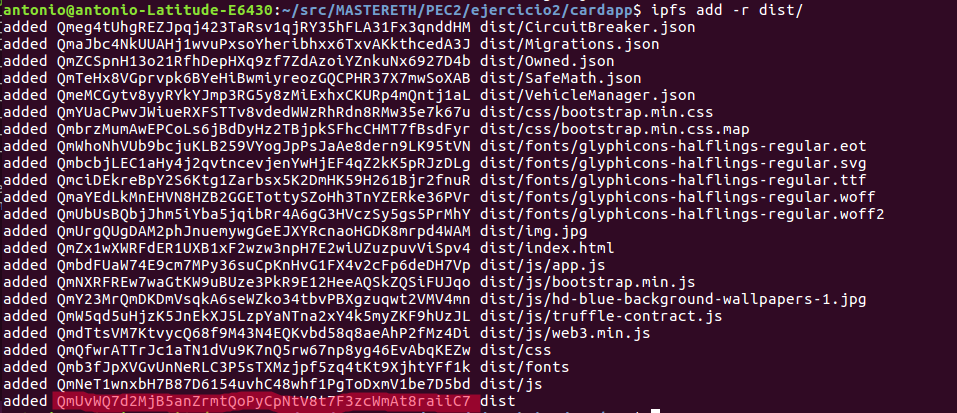 antonio@antonio-Latitude-E6430:~/src/MASTERETH/PEC2/ejercicio2/cardapp$ ipfs add -r dist/
added Qmeg4tUhgREZJpqj423TaRsv1qjRY35hFLA31Fx3qnddHM dist/CircuitBreaker.json
added QmaJbc4NkUUAHj1wvuPxsoYheribhxx6TxvAKkthcedA3J dist/Migrations.json
added QmZCSpnH13o21RfhDepHXq9zf7ZdAzoiYZnkuNx6927D4b dist/Owned.json
added QmTeHx8VGprvpk6BYeHiBwmiyreozGQCPHR37X7mwSoXAB dist/SafeMath.json
added QmeMCGytv8yyRYkYJmp3RG5y8zMiExhxCKURp4mQntj1aL dist/VehicleManager.json
added QmYUaCPwvJWiueRXFSTTv8vdedWWzRhRdn8RMw35e7k67u dist/css/bootstrap.min.css
added QmbrzMumAwEPCoLs6jBdDyHz2TBjpkSFhcCHMT7fBsdFyr dist/css/bootstrap.min.css.map
added QmWhoNhVUb9bcjuKLB259VYogJpPsJaAe8dern9LK95tVN dist/fonts/glyphicons-halflings-regular.eot
added QmbcbjLEC1aHy4j2qvtncevjenYwHjEF4qZ2kK5pRJzDLg dist/fonts/glyphicons-halflings-regular.svg
added QmciDEkreBpY2S6Ktg1Zarbsx5K2DmHK59H261Bjr2fnuR dist/fonts/glyphicons-halflings-regular.ttf
added QmaYEdLkMnEHVN8HZB2GGETottySZoHh3TnYZERke36PVr dist/fonts/glyphicons-halflings-regular.woff
added QmUbUsBQbjJhm5iYba5jqibRr4A6gG3HVczSy5gs5PrMhY dist/fonts/glyphicons-halflings-regular.woff2
added QmUrgQUgDAM2phJnuemywgGeEJXYRcnaoHGDK8mrpd4WAM dist/img.jpg
added QmZx1wXWRFdER1UXB1xF2wzw3npH7E2wiUZuzpuvViSpv4 dist/index.html
added QmbdFUaW74E9cm7MPy36suCpKnHvG1FX4v2cFp6deDH7Vp dist/js/app.js
added QmNXRFREw7waGtKW9uBUze3PkR9E12HeeAQSkZQSiFUJqo dist/js/bootstrap.min.js
added QmY23MrQmDKDmVsqkA6seWZko34tbvPBXgzuqwt2VMV4mn dist/js/hd-blue-background-wallpapers-1.jpg
added QmW5qd5uHjzK5JnEkXJ5LzpYaNTna2xY4k5myZKF9hUzJL dist/js/truffle-contract.js
added QmdTtsVM7KtvycQ68f9M43N4EQKvbd58q8aeAhP2fMz4Di dist/js/web3.min.js
added QmQfwrATTrJc1aTN1dVu9K7nQ5rw67np8yg46EvAbqKEZw dist/css
added Qmb3fJpXVGvUnNeRLC3P5sTXMzjpf5zq4tKt9XjhtYFf1k dist/fonts
added QmNeT1wnxbH7B87D6154uvhC48whf1PgToDxmV1be7D5bd dist/js
added QmUvWQ7d2MjB5anZrmtQoPyCpNtV8t7F3zcWmAt8raiiC7 dist